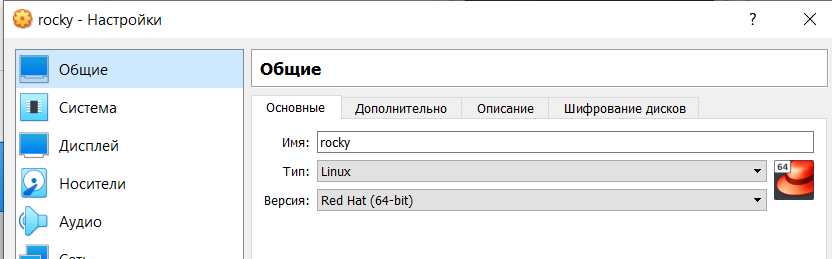 rocky - Настройки
?
Общие
Система
Дисплей
Носители
Аудио
Общие
Основные Дополнительно Описание Шифрование дисков
Имя: rocky
Тип: Linux
Версия: Red Hat (64-bit)
64